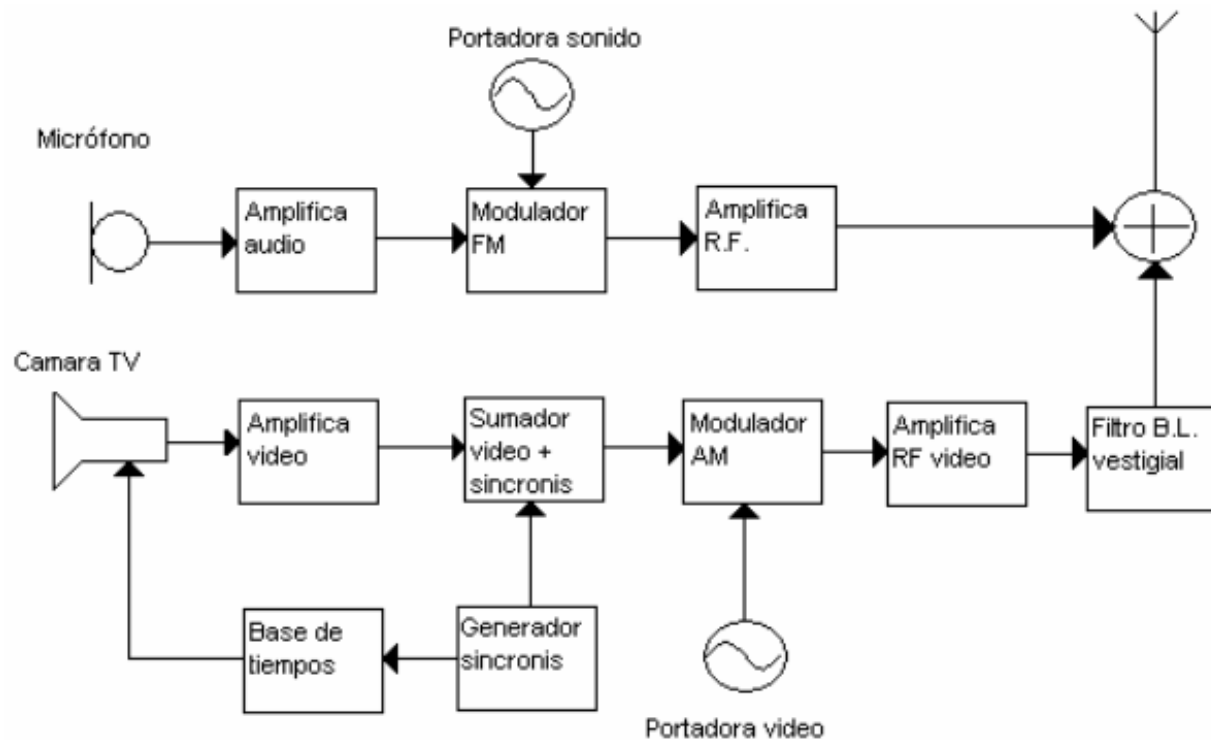 Portadora sonido
Micrófono
Amplifica
audio
Modulador
FM
Amplifica
R.F.
Camara TV
Amplifica
video
Sumador
video +
sincronis
Modulador
AM
Amplifica
RF video
Filtro B.L.
vestigial
Base de
tiempos
Generador
sincronis
Portadora video